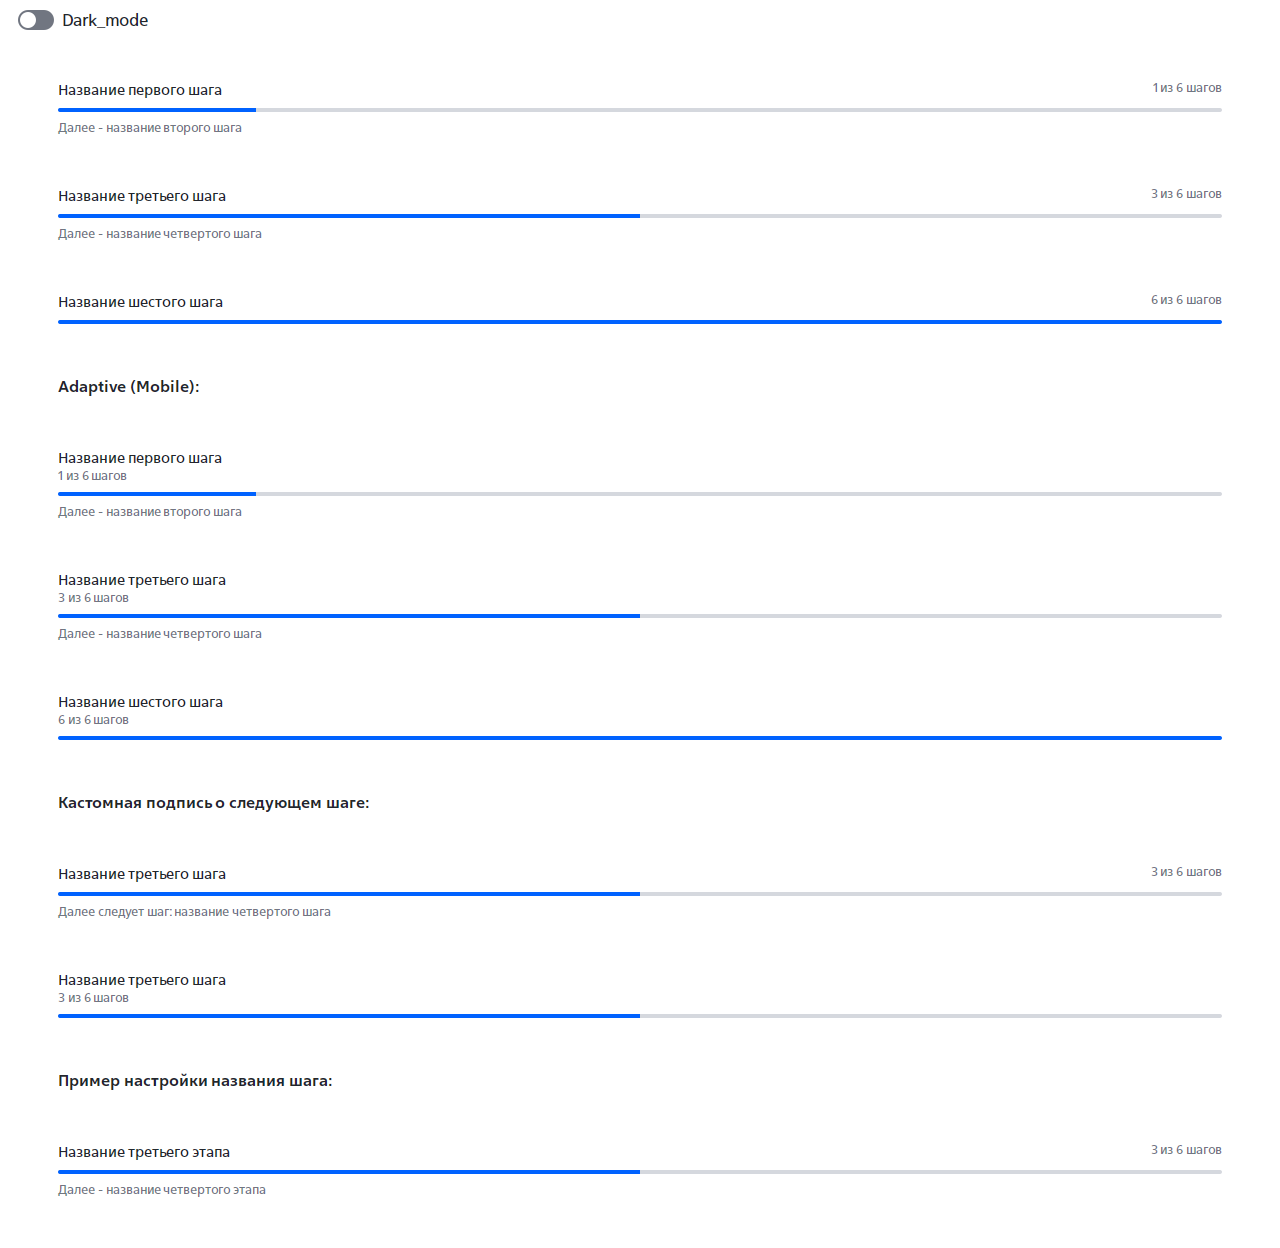 Dark_mode
Название первого шага
1 из 6 шагов
Далее - название второго шага
Название третьего шага
3 из 6 шагов
Далее - название четвертого шага
Название шестого шага
6 из 6 шагов
Adaptive (Mobile):
Название первого шага
1 из 6 шагов
Далее - название второго шага
Название третьего шага
3 из 6 шагов
Далее - название четвертого шага
Название шестого шага
6 из 6 шагов
Кастомная подпись о следующем шаге:
Название третьего шага
3 из 6 шагов
Далее следует шаг: название четвертого шага
Название третьего шага
3 из 6 шагов
Пример настройки названия шага:
Название третьего этапа
3 из 6 шагов
Далее - название четвертого этапа